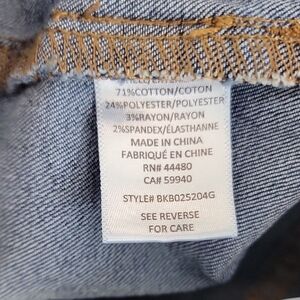 71%COTTON/COTON
24%POLYESTER/POLYESTER
3%RAYON/RAYON
2%SPANDEX/ÉLASTHANNE
MADE IN CHINA
FABRIQUÉ EN CHINE
RN# 44480
CA# 59940
STYLE# BKB025204G
SEE REVERSE
FOR CARE